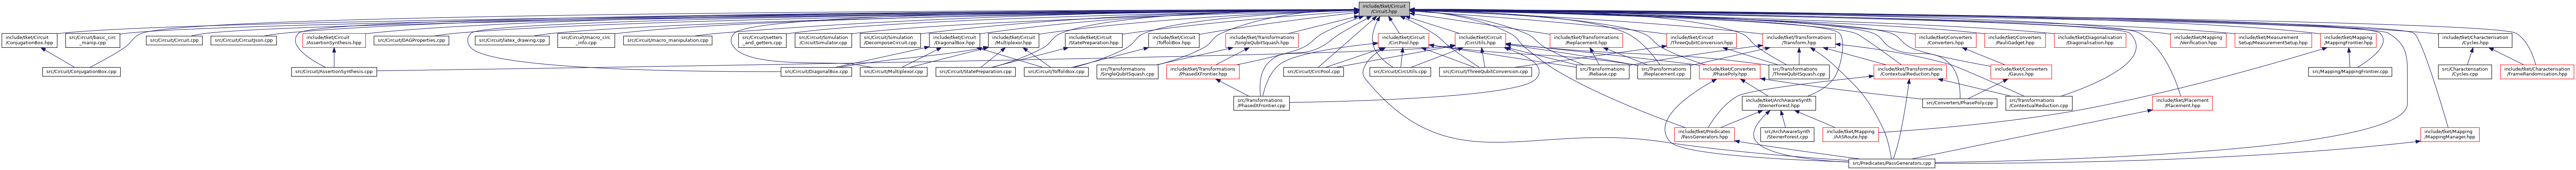 include/tket/Circuit
/Circuit.hpp
include/tket/Circuit
/ConjugationBox.hpp
src/Circuit/basic_circ
_manip.cpp
src/Circuit/Circuit.cpp
src/Circuit/CircuitJson.cpp
include/tket/Circuit
/AssertionSynthesis.hpp
src/Circuit/DAGProperties.cpp
src/Circuit/latex_drawing.cpp
src/Circuit/macro_circ
_info.cpp
src/Circuit/macro_manipulation.cpp
src/Circuit/setters
_and_getters.cpp
src/Circuit/Simulation
/CircuitSimulator.cpp
src/Circuit/Simulation
/DecomposeCircuit.cpp
include/tket/Circuit
/DiagonalBox.hpp
include/tket/Circuit
/Multiplexor.hpp
include/tket/Circuit
/StatePreparation.hpp
include/tket/Circuit
/ToffoliBox.hpp
include/tket/Transformations
/SingleQubitSquash.hpp
include/tket/Circuit
/CircPool.hpp
include/tket/Circuit
/CircUtils.hpp
include/tket/Transformations
/Replacement.hpp
include/tket/Circuit
/ThreeQubitConversion.hpp
include/tket/Transformations
/Transform.hpp
include/tket/Converters
/Converters.hpp
include/tket/Converters
/PauliGadget.hpp
include/tket/Diagonalisation
/Diagonalisation.hpp
include/tket/Mapping
/Verification.hpp
include/tket/Measurement
Setup/MeasurementSetup.hpp
include/tket/Mapping
/MappingFrontier.hpp
include/tket/Characterisation
/Cycles.hpp
src/Circuit/ConjugationBox.cpp
src/Circuit/AssertionSynthesis.cpp
src/Circuit/DiagonalBox.cpp
src/Circuit/Multiplexor.cpp
src/Circuit/StatePreparation.cpp
src/Circuit/ToffoliBox.cpp
src/Transformations
/SingleQubitSquash.cpp
include/tket/Transformations
/PhasedXFrontier.hpp
src/Circuit/CircPool.cpp
src/Circuit/CircUtils.cpp
src/Circuit/ThreeQubitConversion.cpp
src/Transformations
/Rebase.cpp
src/Transformations
/Replacement.cpp
include/tket/Converters
/PhasePoly.hpp
src/Transformations
/ThreeQubitSquash.cpp
include/tket/Transformations
/ContextualReduction.hpp
include/tket/Converters
/Gauss.hpp
src/Mapping/MappingFrontier.cpp
src/Characterisation
/Cycles.cpp
include/tket/Characterisation
/FrameRandomisation.hpp
src/Transformations
/PhasedXFrontier.cpp
include/tket/ArchAwareSynth
/SteinerForest.hpp
src/Converters/PhasePoly.cpp
src/Transformations
/ContextualReduction.cpp
include/tket/Placement
/Placement.hpp
include/tket/Predicates
/PassGenerators.hpp
src/ArchAwareSynth
/SteinerForest.cpp
include/tket/Mapping
/AASRoute.hpp
include/tket/Mapping
/MappingManager.hpp
src/Predicates/PassGenerators.cpp